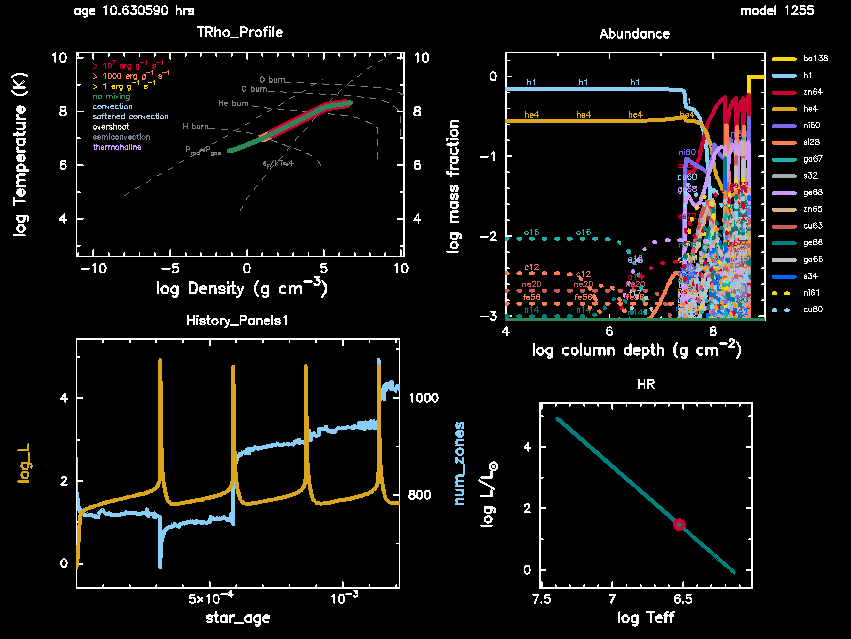 age 10.630590 hrs
model 1255
TRho_Profile
> 10⁷ erg g⁻¹ s⁻¹
> 1000 erg g⁻¹ s⁻¹
> 1 erg g⁻¹ s⁻¹
no mixing
convection
softened convection
overshoot
semiconvection
thermohaline
O burn
C burn
He burn
H burn
10
8
6
4
10
8
6
4
log Temperature (K)
−10
−5
0
5
10
log Density (g cm⁻³)
Abundance
0
−1
−2
−3
log mass fraction
h1
h1
h1
h1
he4
he4
he4
he4
ni60
o16
o16
o16
c12
c12
c12
ne20
ne20
ne20
fe56
fe56
fe56
n14
n14
4
6
8
log column depth (g cm⁻²)
ba138
h1
zn64
he4
ni60
si28
ga67
s32
ge68
zn65
cu63
ge66
ga66
s34
ni61
cu60
History_Panels1
4
2
0
log_L
1000
800
num_zones
5×10⁻⁴
10⁻³
star_age
HR
4
2
0
log L/L☉
7.5
7
6.5
log Teff